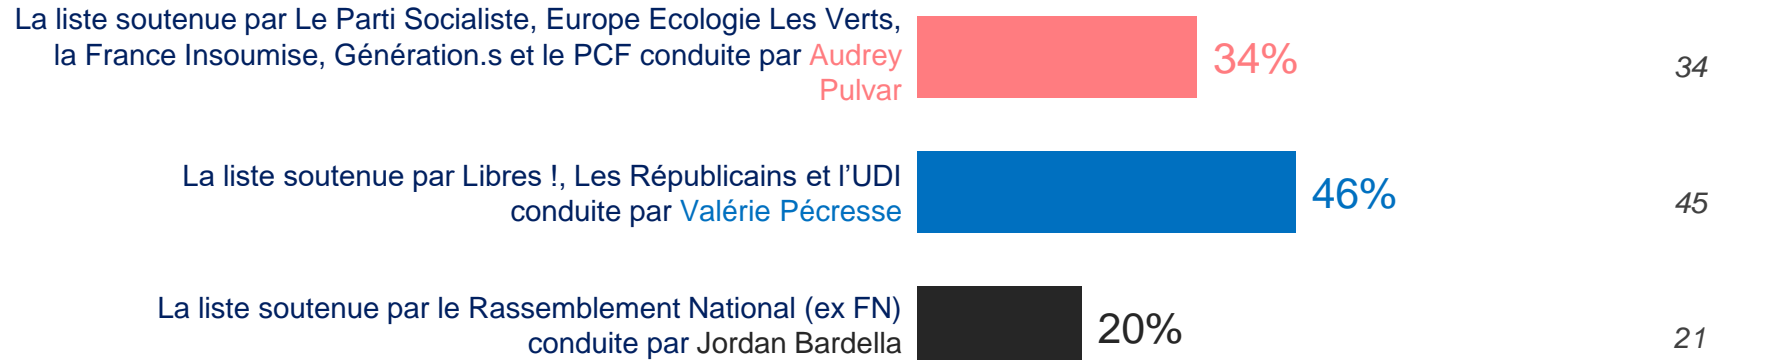 La liste soutenue par Le Parti Socialiste, Europe Ecologie Les Verts,
la France Insoumise, Génération.s et le PCF conduite par Audrey
Pulvar
34%
34
La liste soutenue par Libres !, Les Républicains et l’UDI
conduite par Valérie Pécresse
46%
45
La liste soutenue par le Rassemblement National (ex FN)
conduite par Jordan Bardella
20%
21